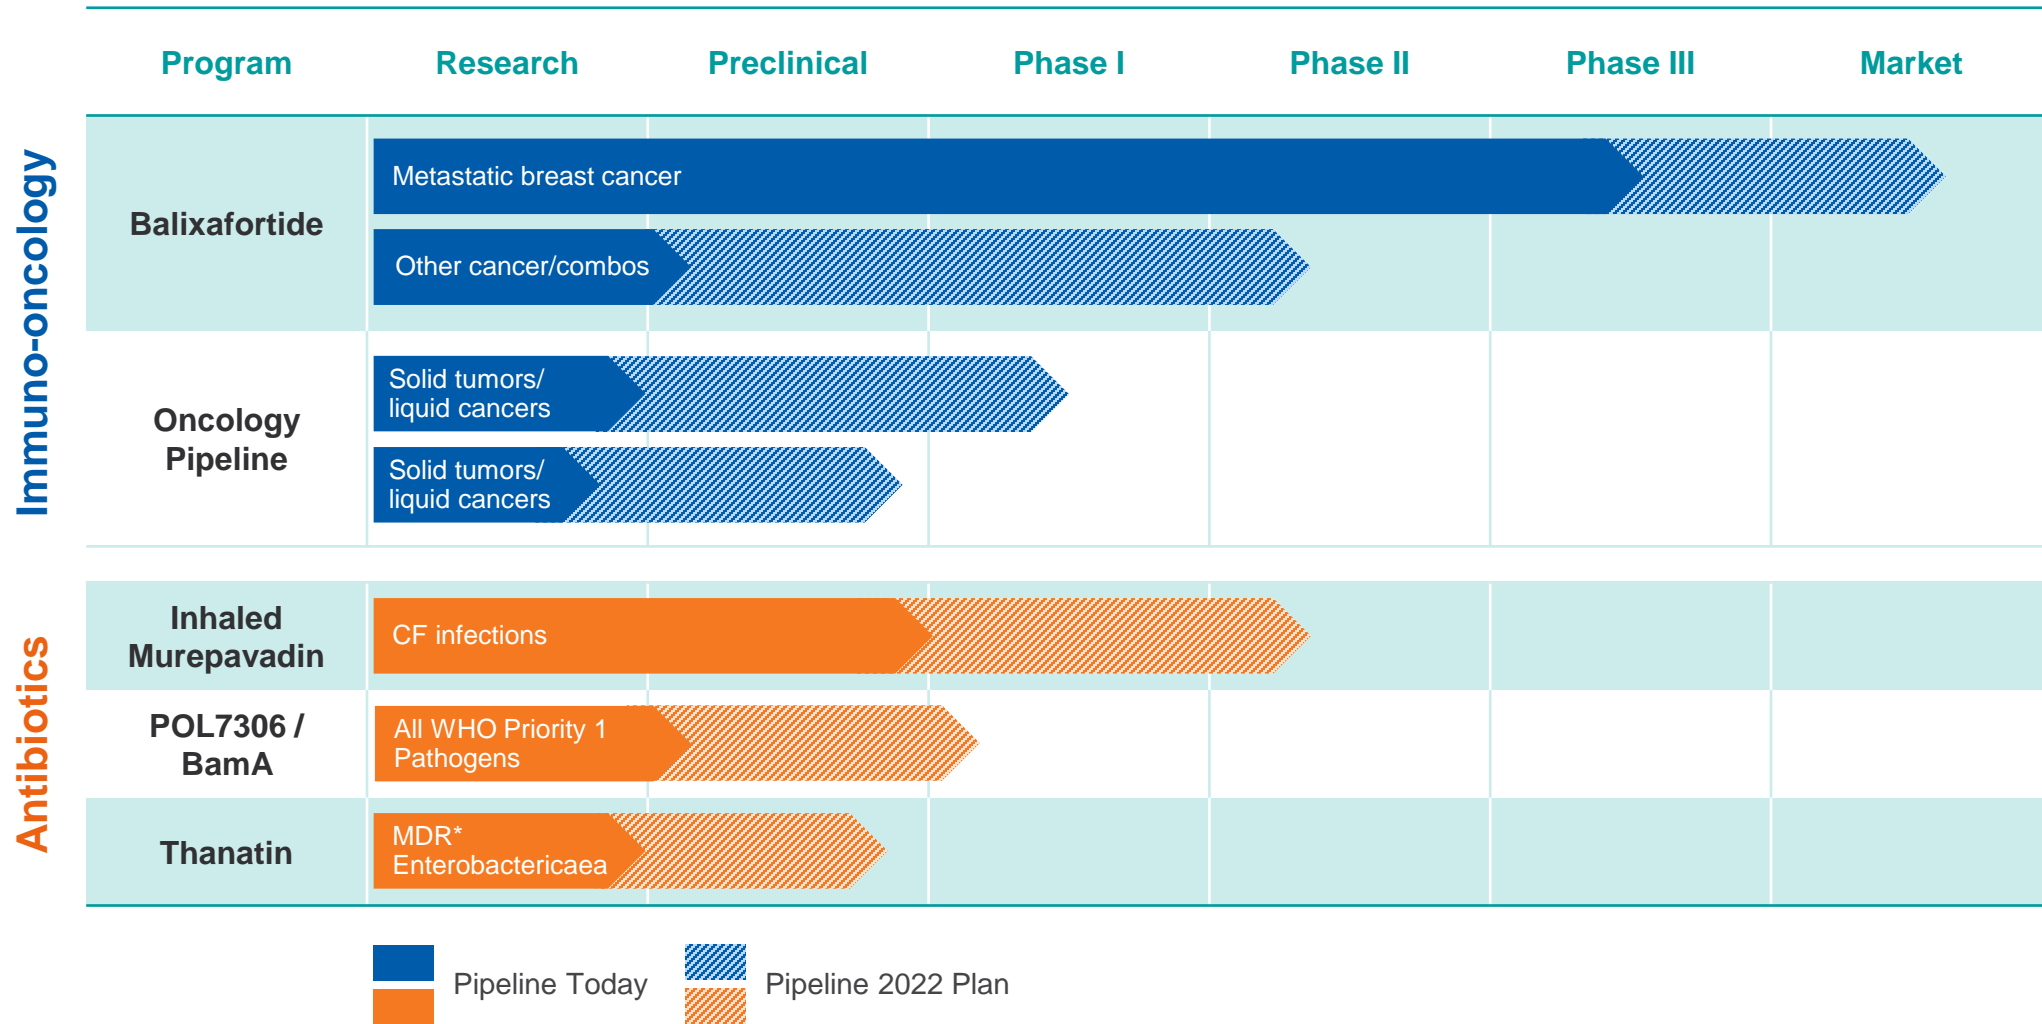 Program Research Preclinical Phase I Phase II Phase III Market
Immuno-oncology
Balixafortide
Metastatic breast cancer
Other cancer/combos
Oncology
Pipeline
Solid tumors/
liquid cancers
Solid tumors/
liquid cancers
Antibiotics
Inhaled
Murepavadin
CF infections
POL7306 /
BamA
All WHO Priority 1
Pathogens
Thanatin
MDR*
Enterobactericaea
Pipeline Today
Pipeline 2022 Plan